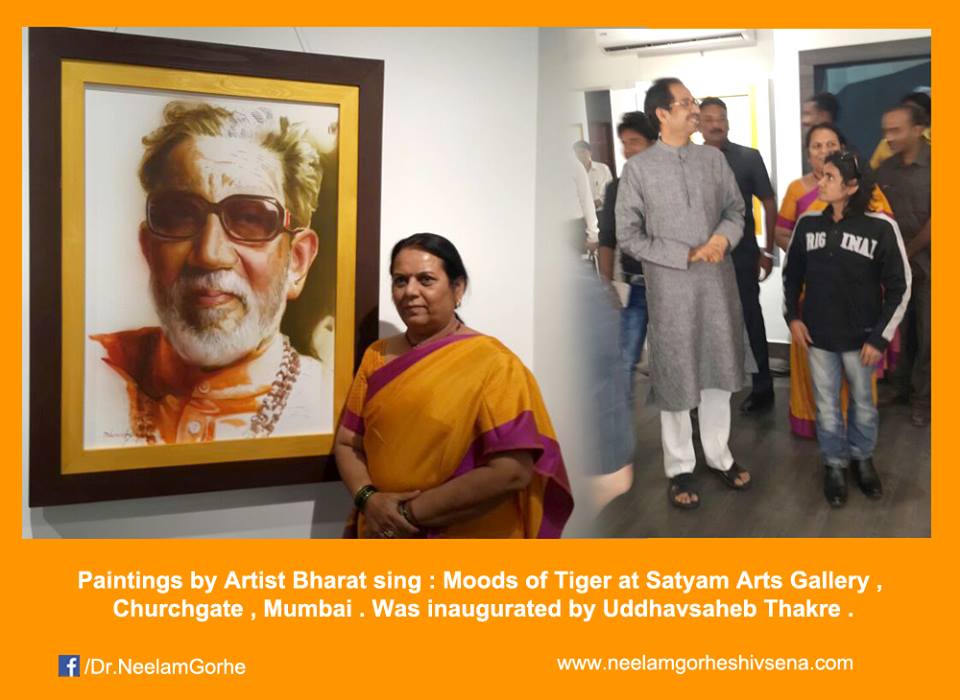 RIG INAL
Paintings by Artist Bharat sing : Moods of Tiger at Satyam Arts Gallery ,
Churchgate , Mumbai . Was inaugurated by Uddhavsaheb Thakre .
f /Dr.NeelamGorhe
www.neelamgorheshivsena.com